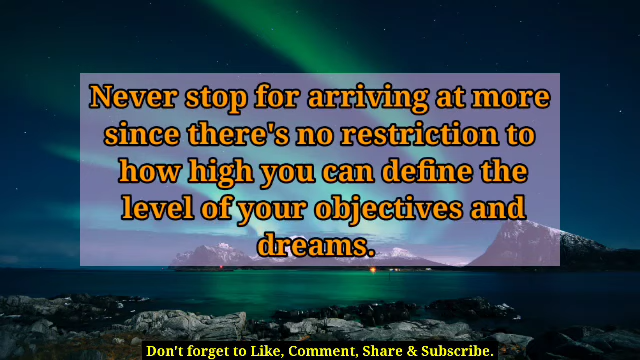 Never stop for arriving at more
since there's no restriction to
how high you can define the
level of your objectives and
dreams.
Don't forget to Like, Comment, Share & Subscribe.